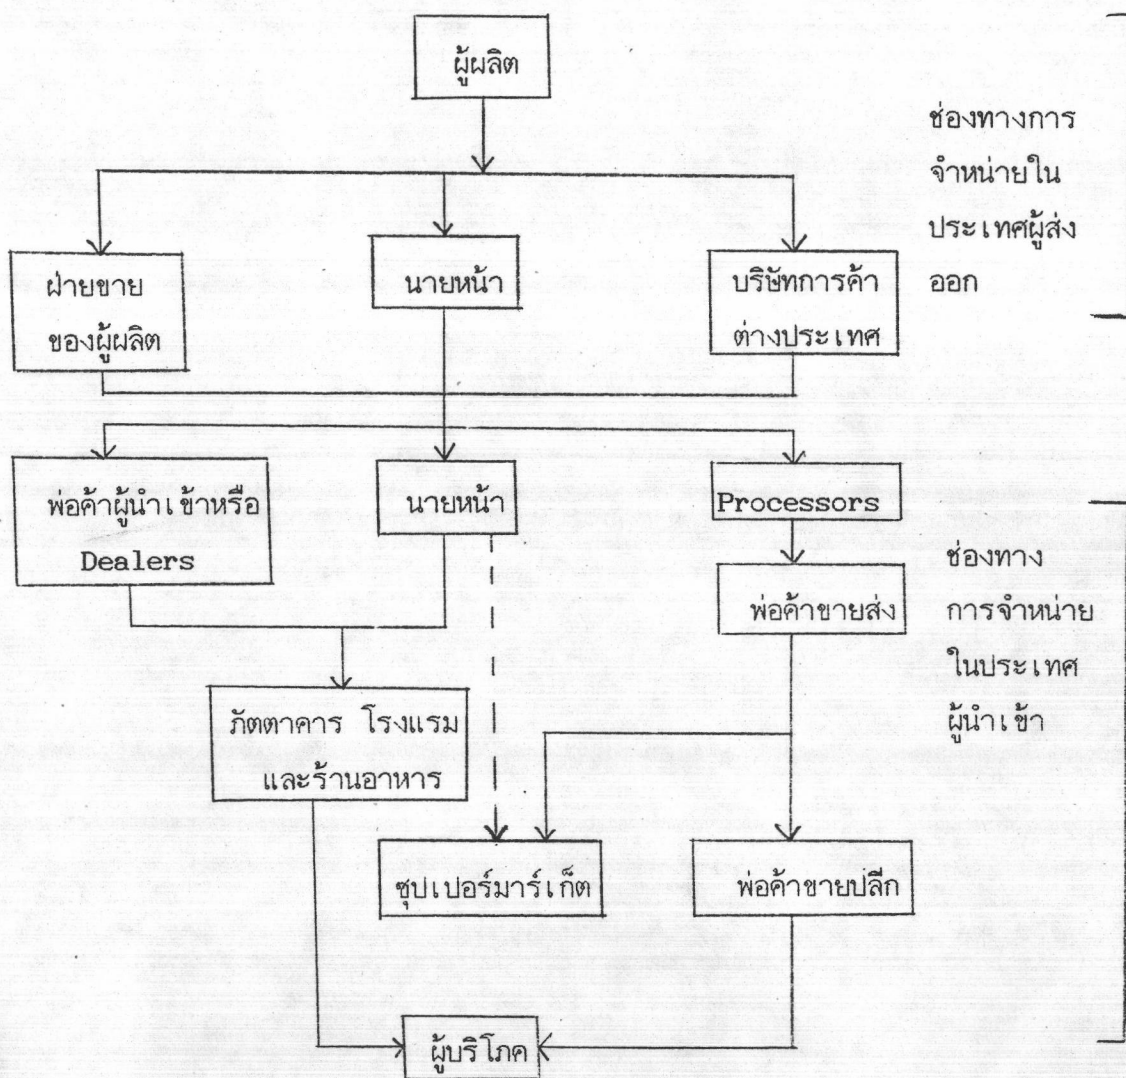 ผู้ผลิต
ช่องทางการ
จำหน่ายใน
ประเทศผู้ส่ง
ออก
ฝ่ายขาย
ของผู้ผลิต
นายหน้า
บริษัทการค้า
ต่างประเทศ
พ่อค้าผู้นำเข้าหรือ
Dealers
นายหน้า
Processors
ช่องทาง
การจำหน่าย
ในประเทศ
ผู้นำเข้า
พ่อค้าขายส่ง
ภัตตาคาร โรงแรม
และร้านอาหาร
ซุปเปอร์มาร์เก็ต
พ่อค้าขายปลีก
ผู้บริโภค